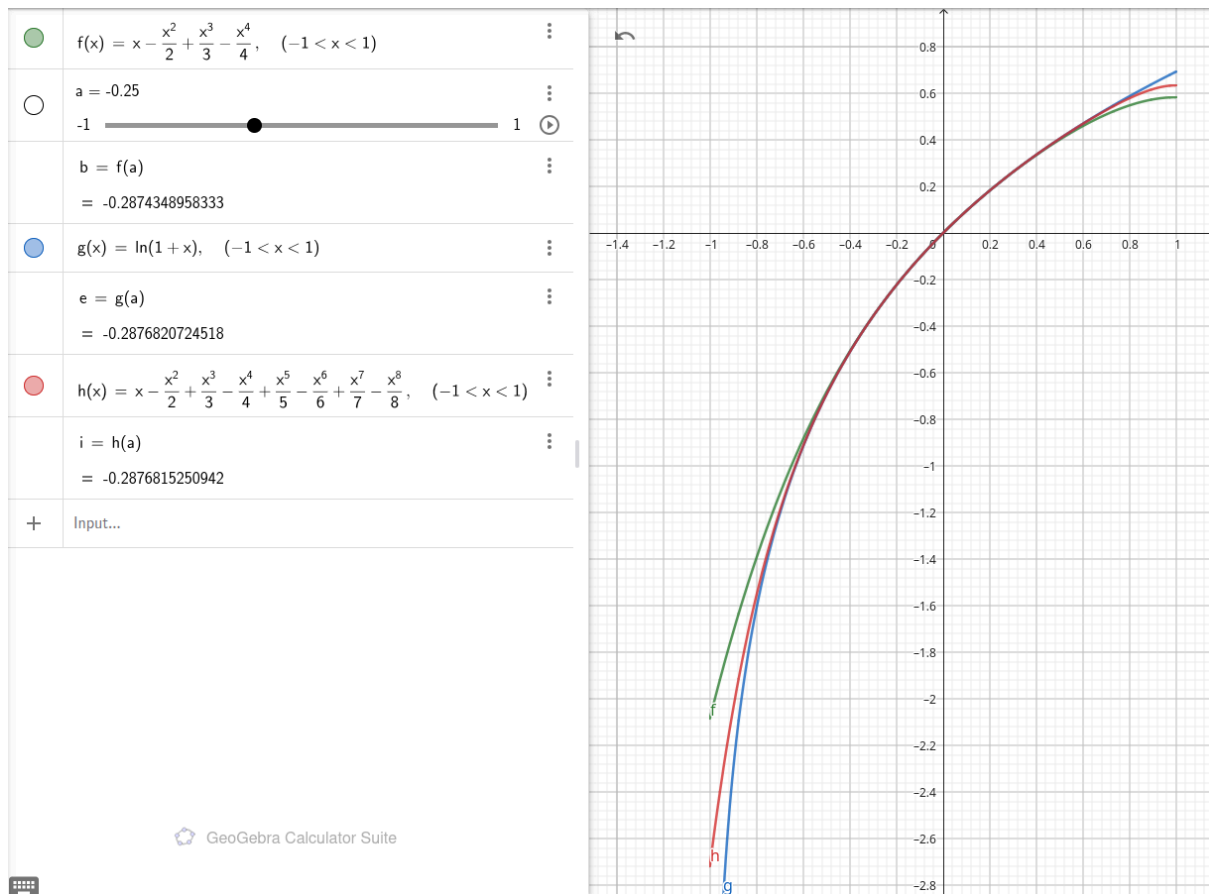 f(x) = x − x²/2 + x³/3 − x⁴/4, (−1 < x < 1)
a = -0.25
-1 1
b = f(a)
= -0.2874348958333
g(x) = ln(1 + x), (−1 < x < 1)
e = g(a)
= -0.2876820724518
h(x) = x − x²/2 + x³/3 − x⁴/4 + x⁵/5 − x⁶/6 + x⁷/7 − x⁸/8, (−1 < x < 1)
i = h(a)
= -0.2876815250942
+ Input...
GeoGebra Calculator Suite
0.8
0.6
0.4
0.2
−1.4 −1.2 −1 −0.8 −0.6 −0.4 −0.2 0 0.2 0.4 0.6 0.8 1
−0.2
−0.4
−0.6
−0.8
−1
−1.2
−1.4
−1.6
−1.8
−2
f
−2.2
−2.4
−2.6
h
−2.8
g